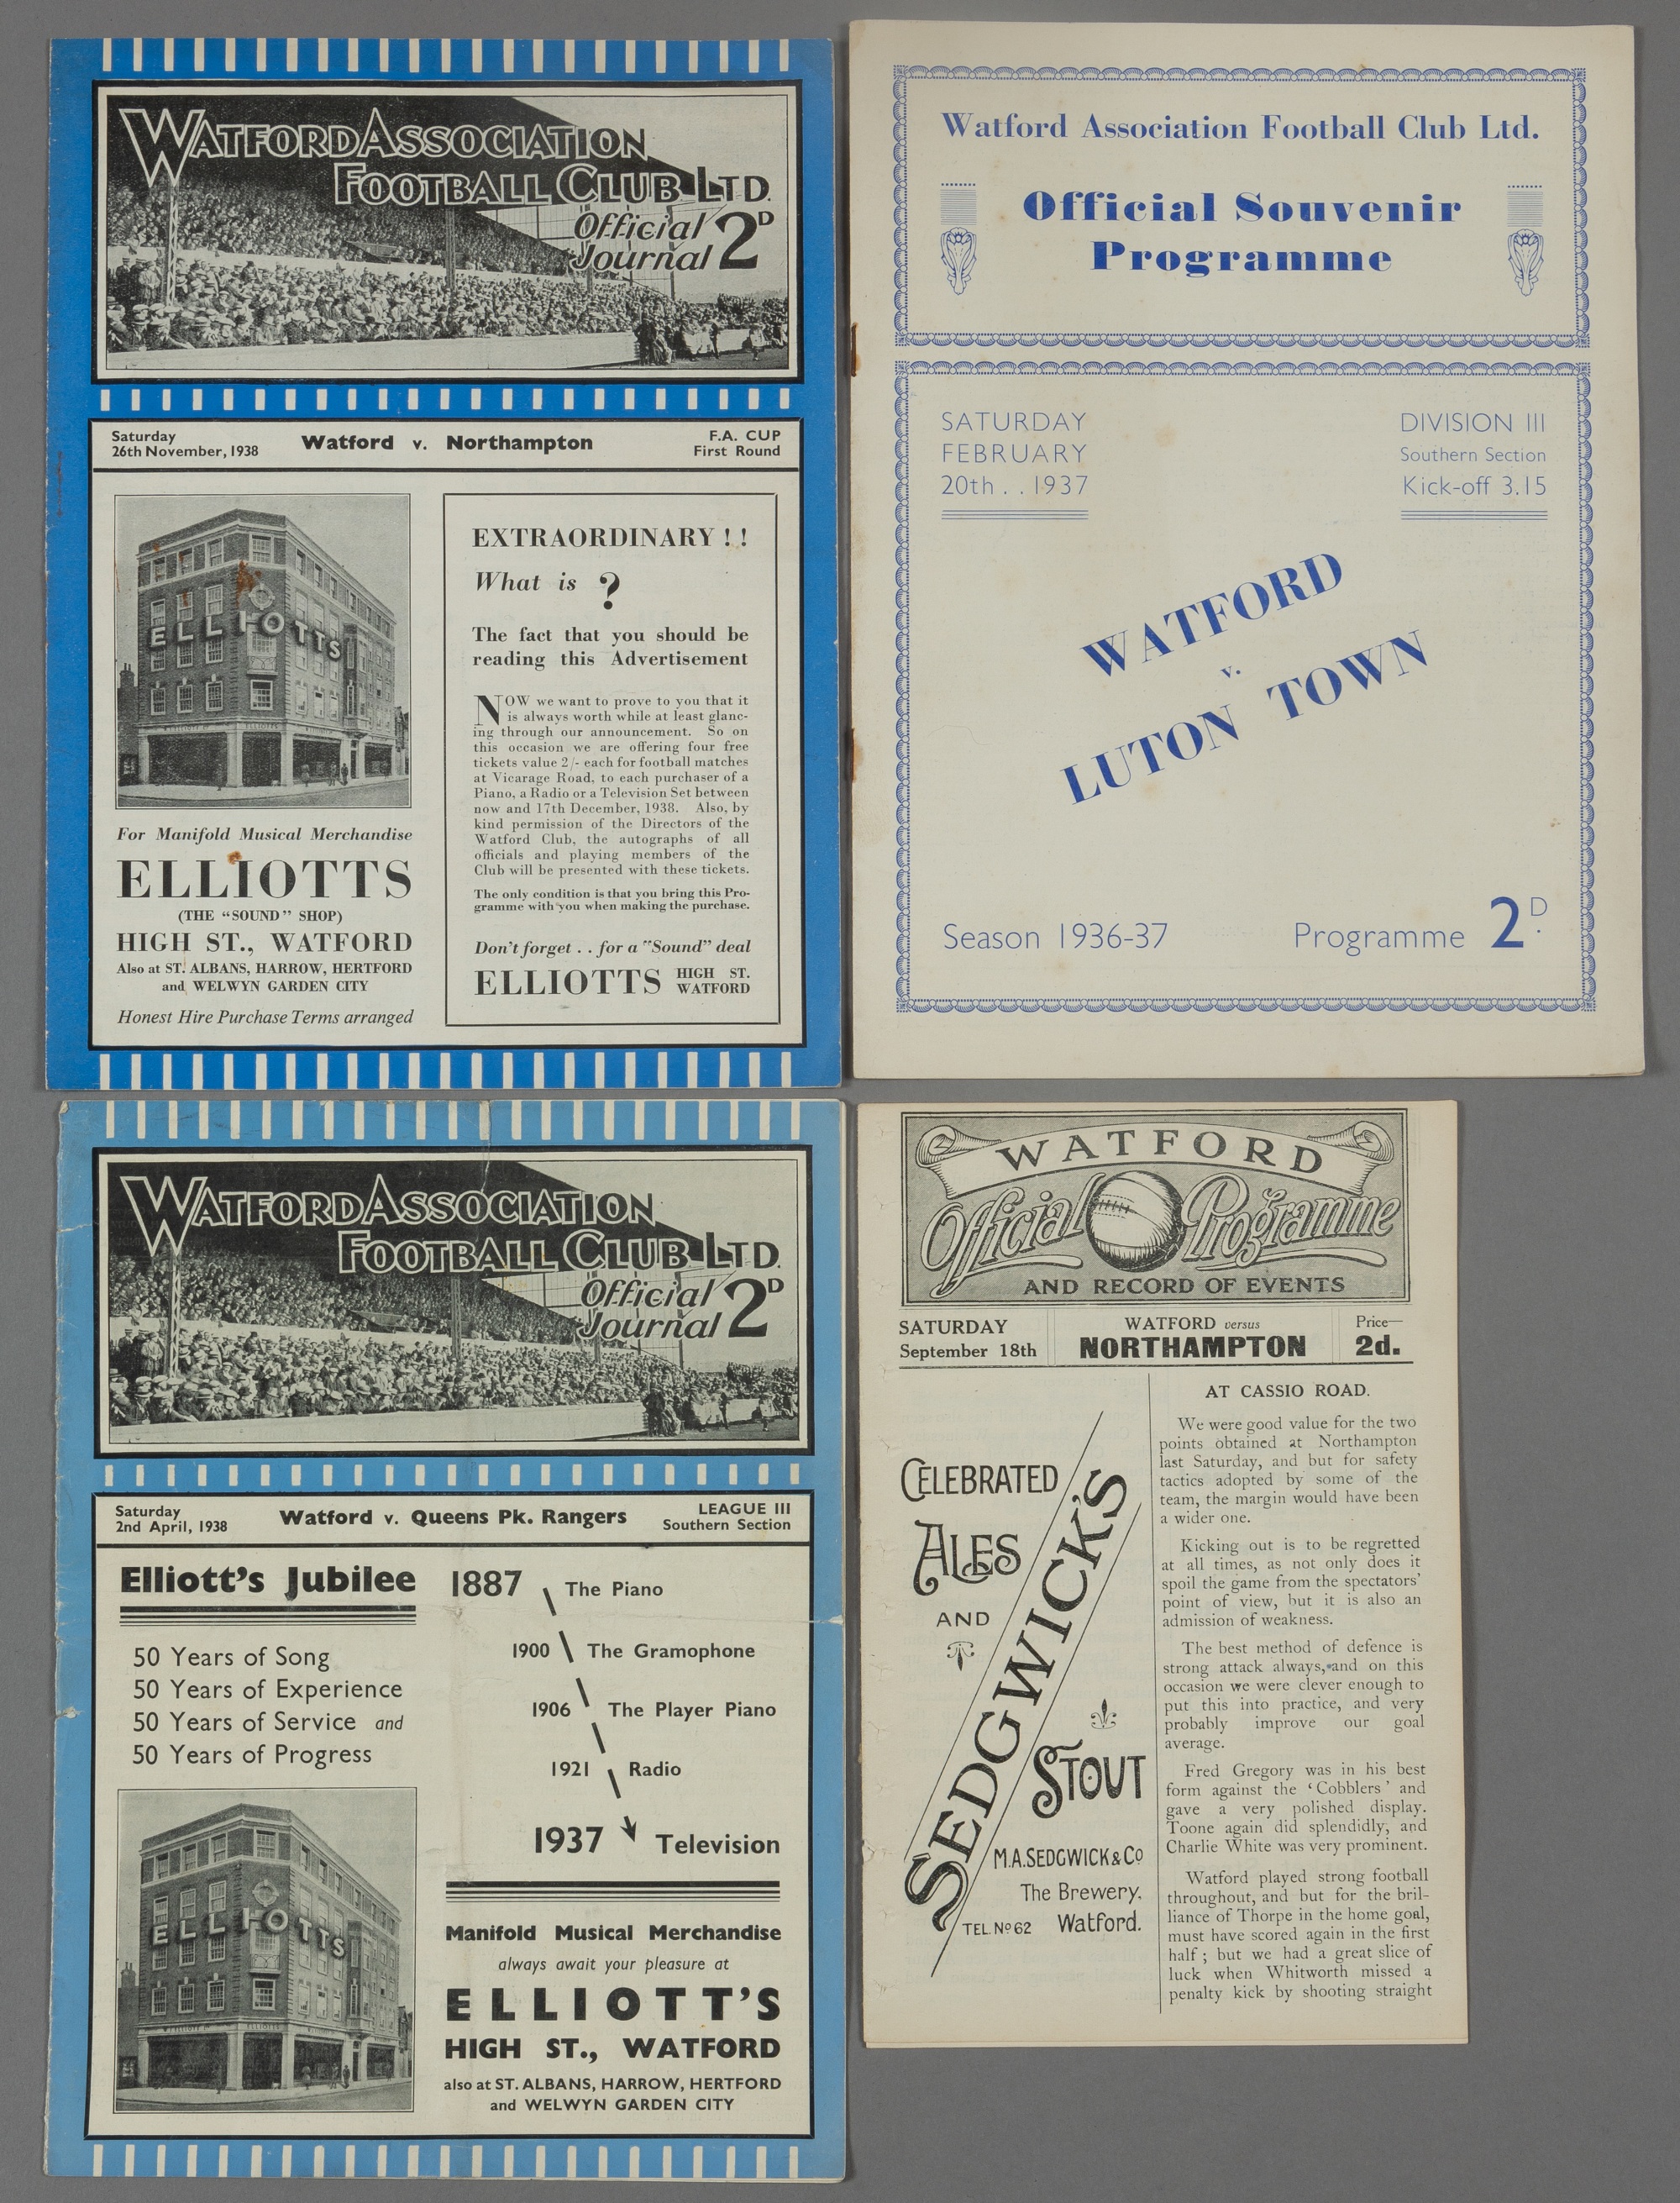 WATFORD ASSOCIATION
FOOTBALL CLUB LTD.
Official
Journal 2D
Saturday
26th November, 1938
Watford v. Northampton
F.A. CUP
First Round
ELLIOTTS
For Manifold Musical Merchandise
ELLIOTTS
(THE "SOUND" SHOP)
HIGH ST., WATFORD
Also at ST. ALBANS, HARROW, HERTFORD
and WELWYN GARDEN CITY
Honest Hire Purchase Terms arranged
EXTRAORDINARY ! !
What is ?
The fact that you should be
reading this Advertisement
NOW we want to prove to you that it
is always worth while at least glanc-
ing through our announcement. So on
this occasion we are offering four free
tickets value 2/- each for football matches
at Vicarage Road, to each purchaser of a
Piano, a Radio or a Television Set between
now and 17th December, 1938. Also, by
kind permission of the Directors of the
Watford Club, the autographs of all
officials and playing members of the
Club will be presented with these tickets.
The only condition is that you bring this Pro-
gramme with you when making the purchase.
Don't forget . . for a "Sound" deal
ELLIOTTS HIGH ST.
WATFORD
Watford Association Football Club Ltd.
Official Souvenir
Programme
SATURDAY
FEBRUARY
20th . . 1937
DIVISION III
Southern Section
Kick-off 3.15
WATFORD
v.
LUTON TOWN
Season 1936-37
Programme 2D.
WATFORD ASSOCIATION
FOOTBALL CLUB LTD.
Official
Journal 2D
Saturday
2nd April, 1938
Watford v. Queens Pk. Rangers
LEAGUE III
Southern Section
Elliott's Jubilee
50 Years of Song
50 Years of Experience
50 Years of Service and
50 Years of Progress
ELLIOTTS
1887 The Piano
1900 The Gramophone
1906 The Player Piano
1921 Radio
1937 Television
Manifold Musical Merchandise
always await your pleasure at
ELLIOTT'S
HIGH ST., WATFORD
also at ST. ALBANS, HARROW, HERTFORD
and WELWYN GARDEN CITY
WATFORD
Official Programme
AND RECORD OF EVENTS
SATURDAY
September 18th
WATFORD versus
NORTHAMPTON
Price—
2d.
CELEBRATED
ALES
AND
SEDGWICK'S
STOUT
M.A. SEDGWICK & Co
The Brewery.
TEL. No 62 Watford.
AT CASSIO ROAD.
We were good value for the two
points obtained at Northampton
last Saturday, and but for safety
tactics adopted by some of the
team, the margin would have been
a wider one.
Kicking out is to be regretted
at all times, as not only does it
spoil the game from the spectators'
point of view, but it is also an
admission of weakness.
The best method of defence is
strong attack always, and on this
occasion we were clever enough to
put this into practice, and very
probably improve our goal
average.
Fred Gregory was in his best
form against the 'Cobblers' and
gave a very polished display.
Toone again did splendidly, and
Charlie White was very prominent.
Watford played strong football
throughout, and but for the bril-
liance of Thorpe in the home goal,
must have scored again in the first
half; but we had a great slice of
luck when Whitworth missed a
penalty kick by shooting straight